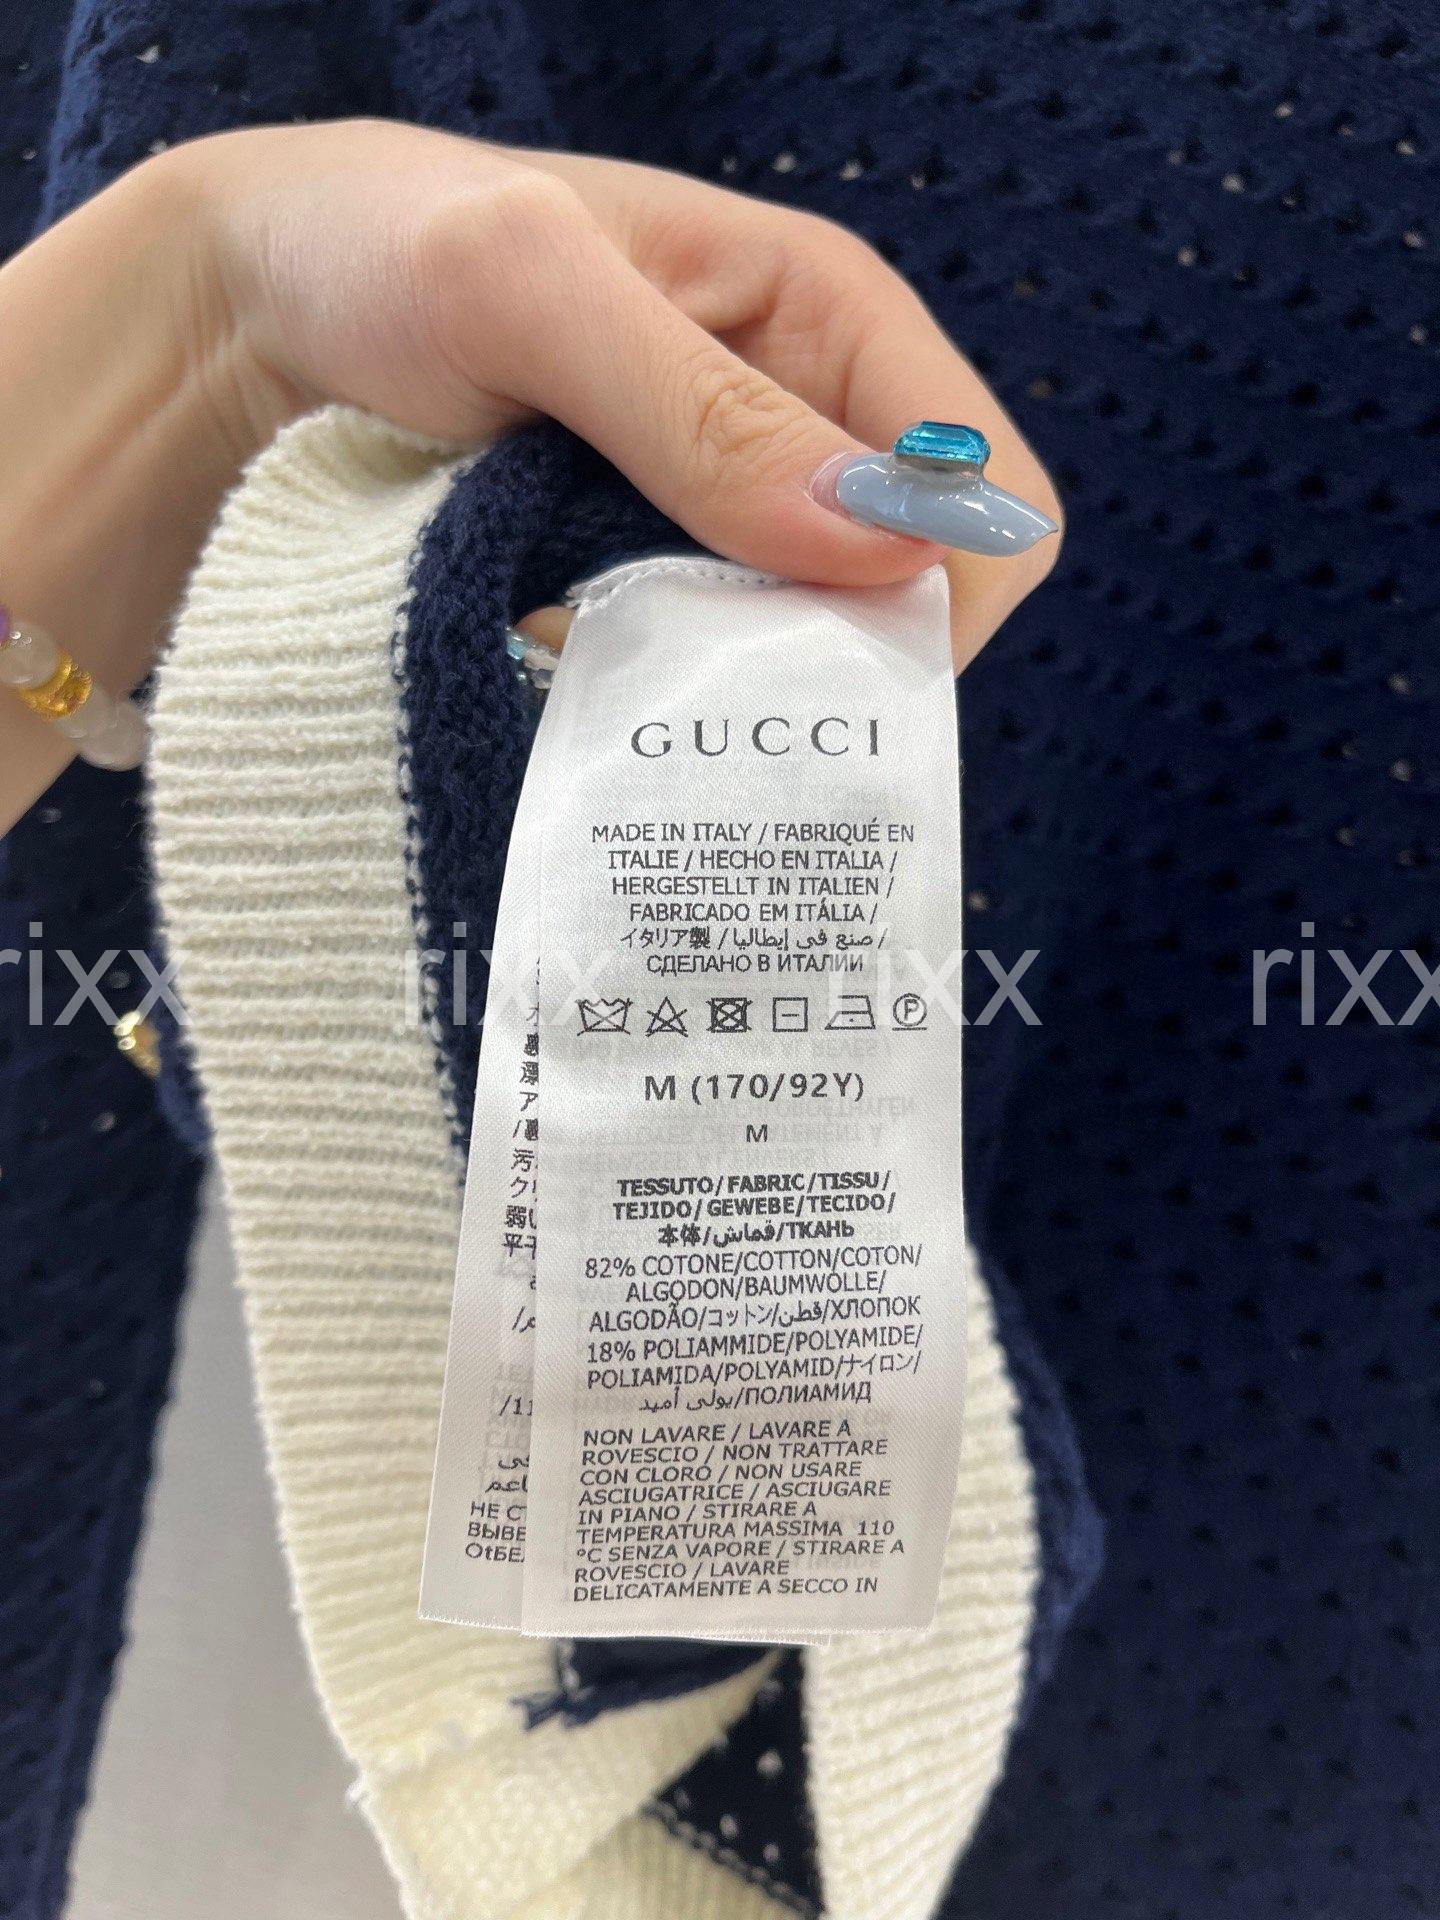 GUCCI
MADE IN ITALY / FABRIQUÉ EN
ITALIE / HECHO EN ITALIA /
HERGESTELLT IN ITALIEN /
FABRICADO EM ITÁLIA /
イタリア製 / صنع في إيطاليا /
СДЕЛАНО В ИТАЛИИ
P
M (170/92Y)
M
TESSUTO/FABRIC/TISSU/
TEJIDO/GEWEBE/TECIDO/
本体/قماش/ТКАНЬ
82% COTONE/COTTON/COTON/
ALGODON/BAUMWOLLE/
ALGODÃO/コットン/قطن/ХЛОПОК
18% POLIAMMIDE/POLYAMIDE/
POLIAMIDA/POLYAMID/ナイロン/
بولي أميد/ПОЛИАМИД
NON LAVARE / LAVARE A
ROVESCIO / NON TRATTARE
CON CLORO / NON USARE
ASCIUGATRICE / ASCIUGARE
IN PIANO / STIRARE A
TEMPERATURA MASSIMA 110
°C SENZA VAPORE / STIRARE A
ROVESCIO / LAVARE
DELICATAMENTE A SECCO IN
rixx rixx rixx rixx